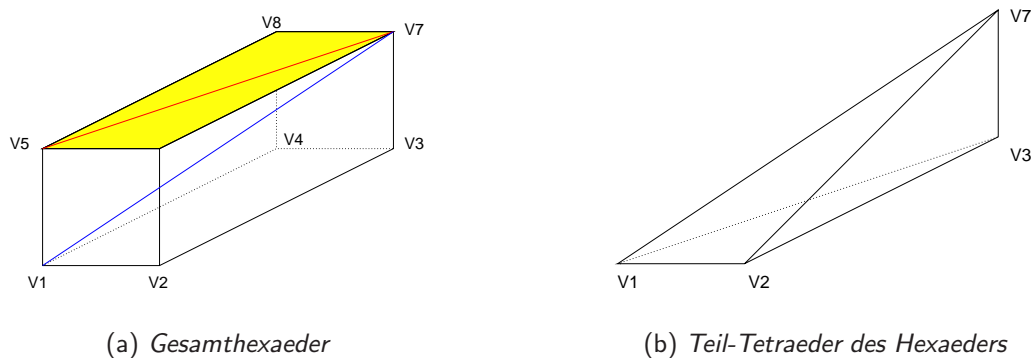 V8
V7
V7
V5
V4
V3
V3
V1
V2
V1
V2
(a) Gesamthexaeder
(b) Teil-Tetraeder des Hexaeders